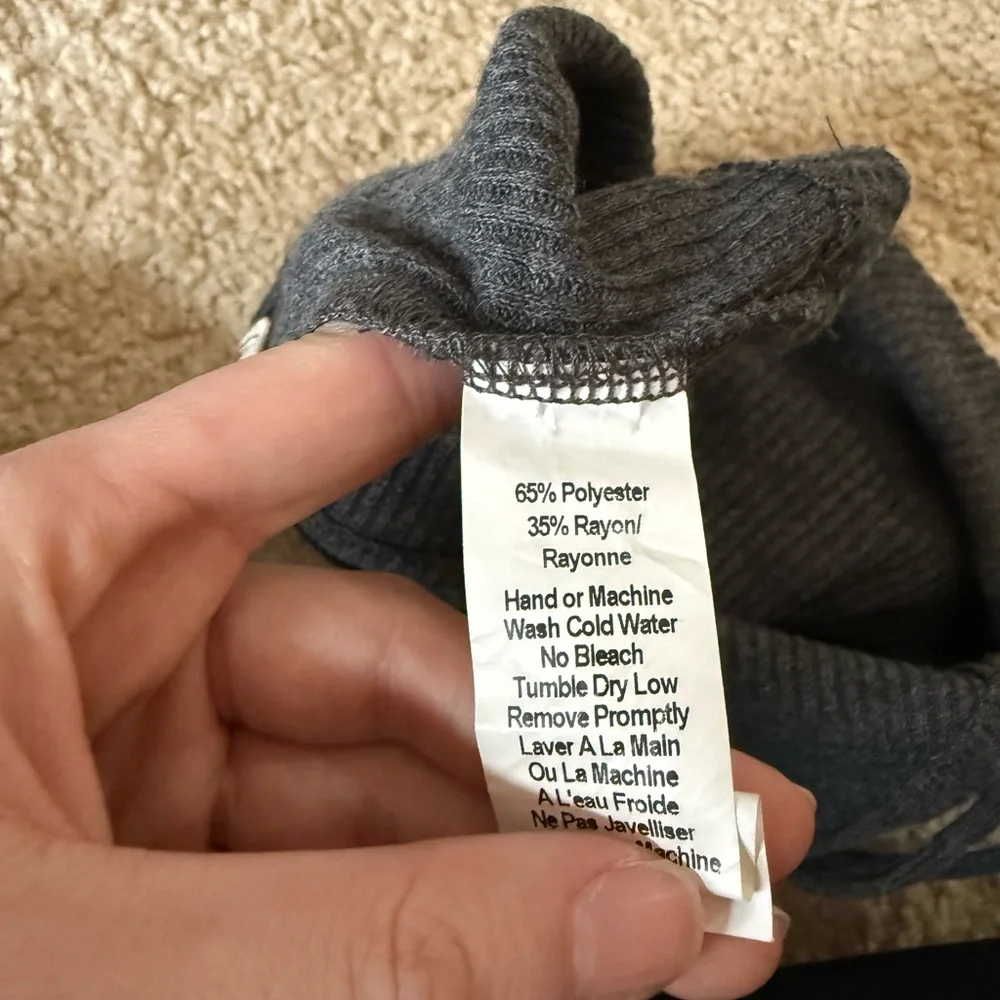 65% Polyester
35% Rayon/
Rayonne
Hand or Machine
Wash Cold Water
No Bleach
Tumble Dry Low
Remove Promptly
Laver A La Main
Ou La Machine
A L'eau Froide
Ne Pas Javelliser
Machine